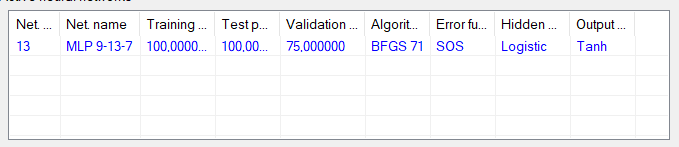 Net. ... Net. name Training ... Test p... Validation ... Algorit... Error fu... Hidden ... Output ...
13 MLP 9-13-7 100,0000... 100,00... 75,000000 BFGS 71 SOS Logistic Tanh